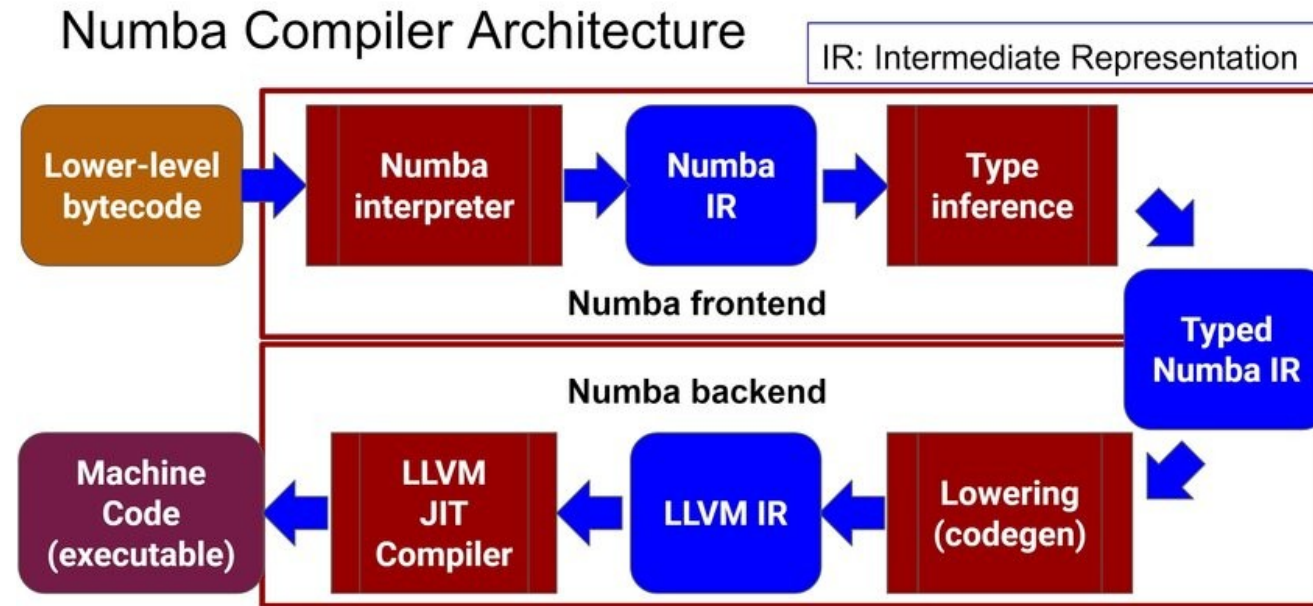 Numba Compiler Architecture
IR: Intermediate Representation
Lower-level
bytecode
Numba
interpreter
Numba
IR
Type
inference
Numba frontend
Typed
Numba IR
Numba backend
Lowering
(codegen)
LLVM IR
LLVM
JIT
Compiler
Machine
Code
(executable)